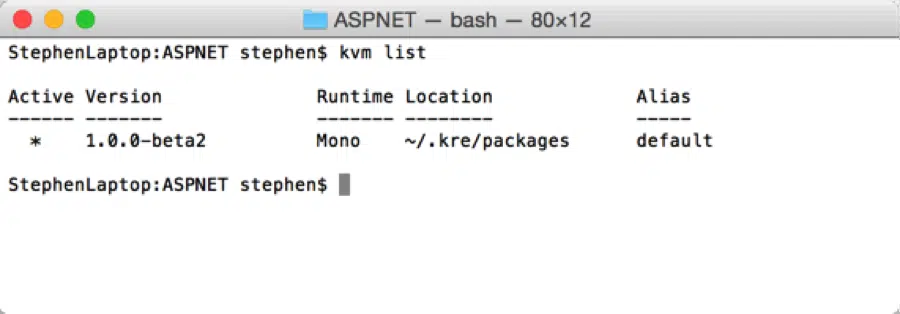 ASPNET — bash — 80×12
StephenLaptop:ASPNET stephen$ kvm list
Active Version              Runtime Location             Alias
------ -------              ------- --------             -----
  *    1.0.0-beta2          Mono    ~/.kre/packages      default
StephenLaptop:ASPNET stephen$